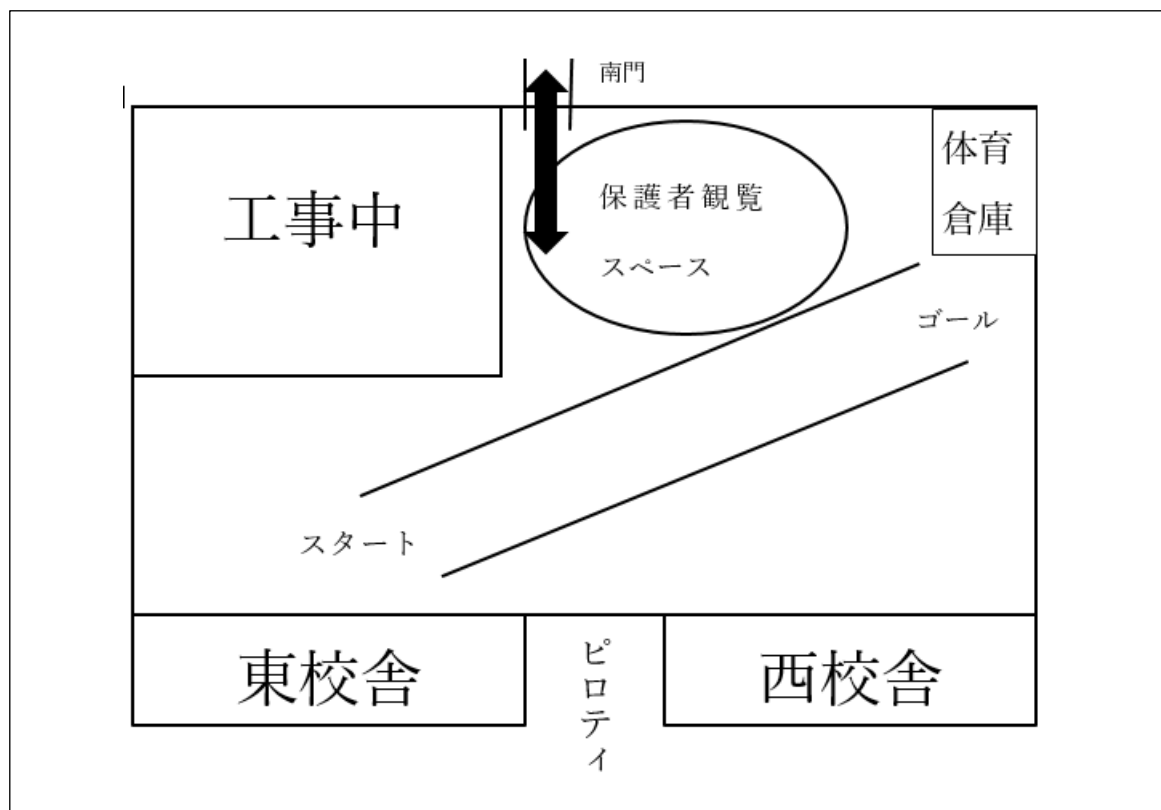 南門
体育
倉庫
工事中
保護者観覧
スペース
ゴール
スタート
東校舎
ピロティ
西校舎